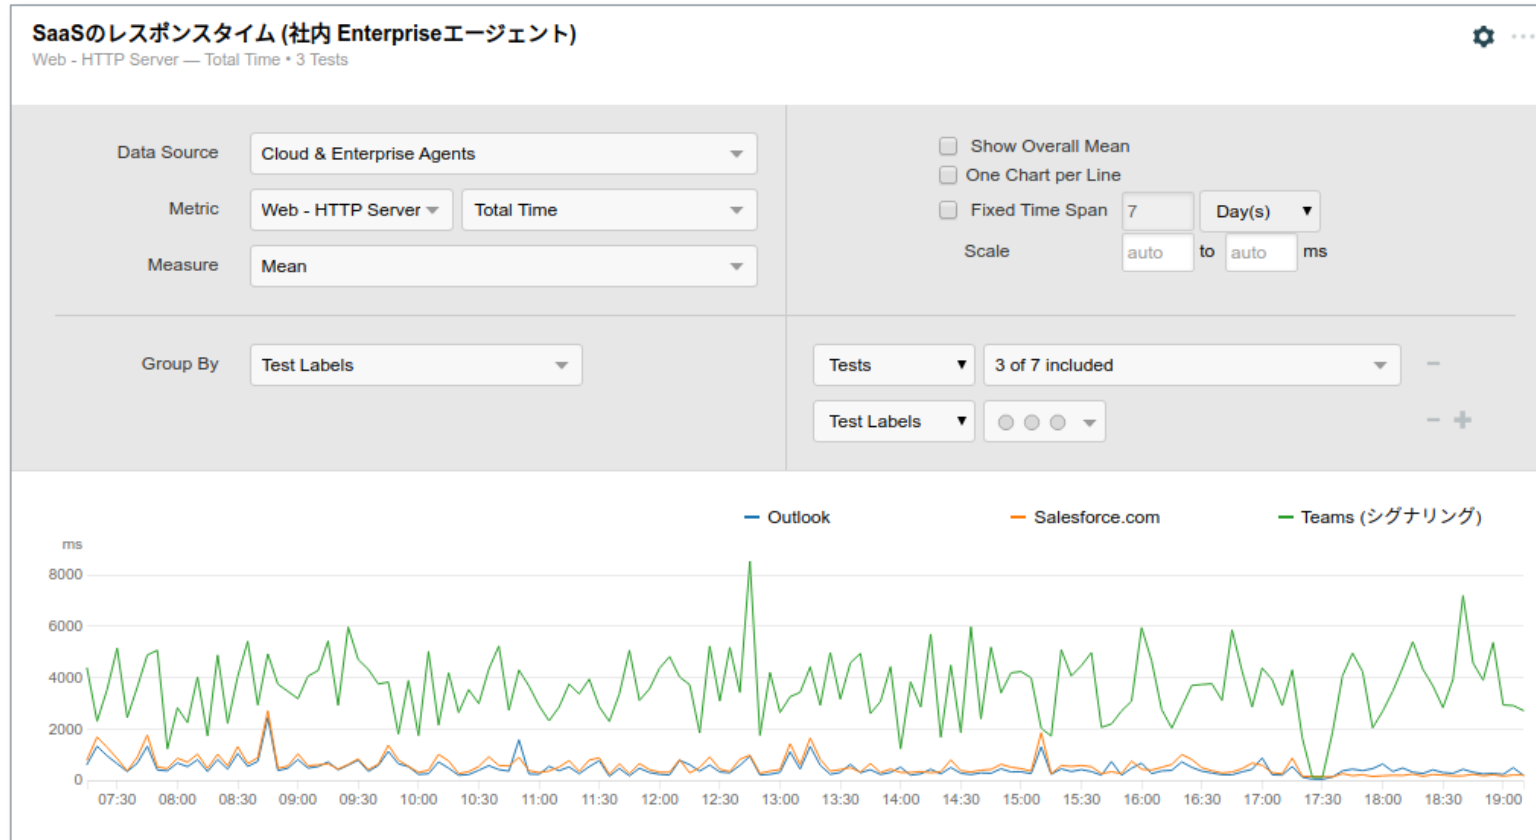 SaaSのレスポンスタイム (社内 Enterpriseエージェント)
Web - HTTP Server — Total Time • 3 Tests
Data Source Cloud & Enterprise Agents
Metric Web - HTTP Server Total Time
Measure Mean
Show Overall Mean
One Chart per Line
Fixed Time Span 7 Day(s)
Scale auto to auto ms
Group By Test Labels
Tests 3 of 7 included
Test Labels
Outlook Salesforce.com Teams (シグナリング)
ms
8000
6000
4000
2000
0
07:30 08:00 08:30 09:00 09:30 10:00 10:30 11:00 11:30 12:00 12:30 13:00 13:30 14:00 14:30 15:00 15:30 16:00 16:30 17:00 17:30 18:00 18:30 19:00